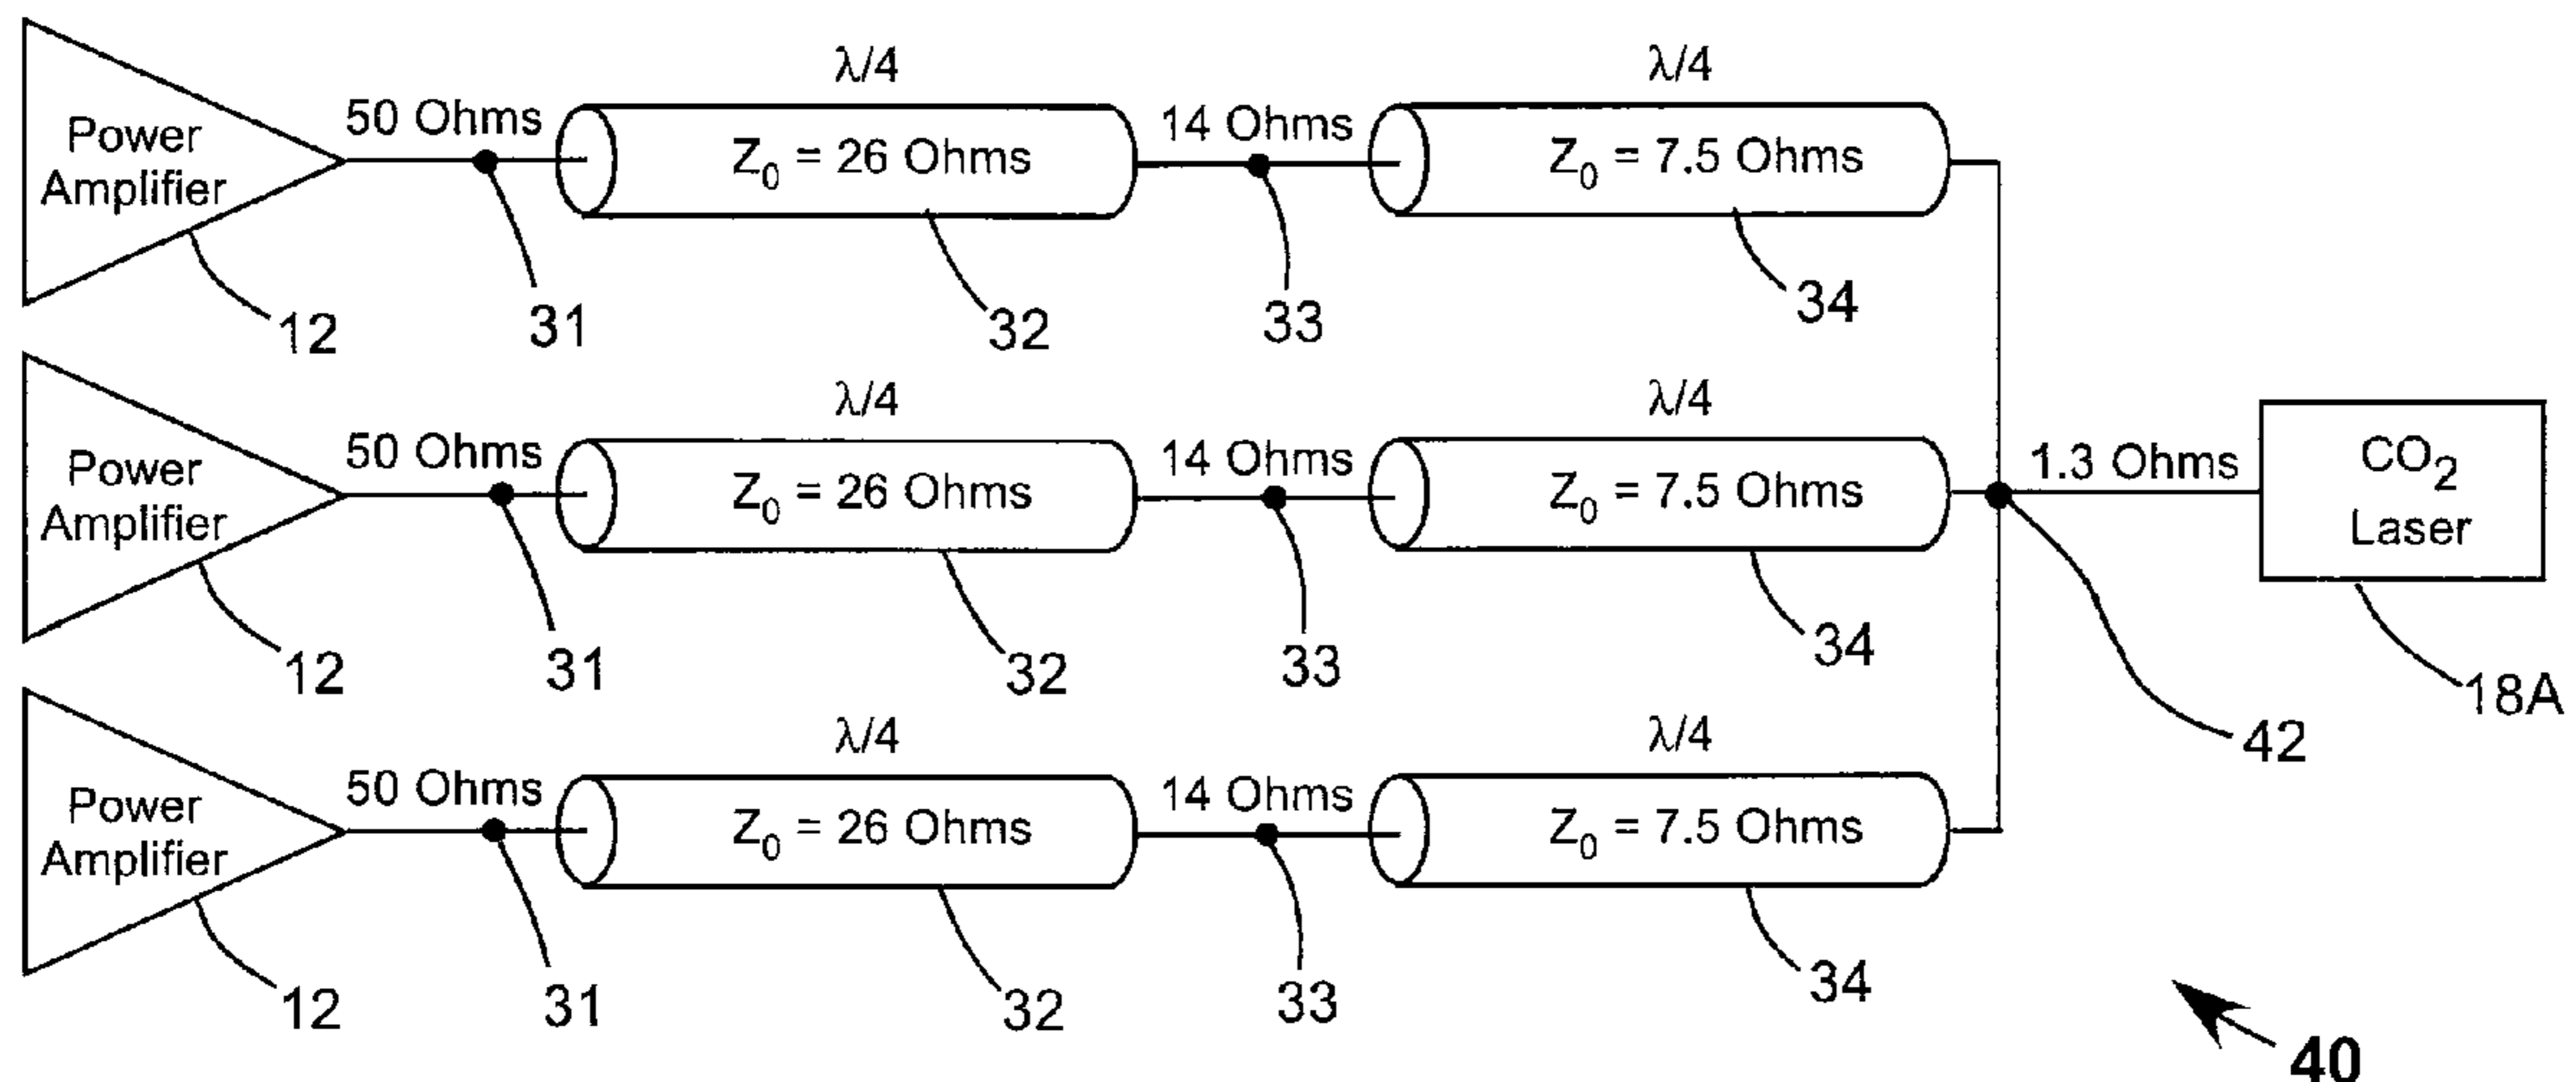 λ/4 λ/4
50 Ohms 14 Ohms
Power
Amplifier
Z₀ = 26 Ohms Z₀ = 7.5 Ohms
12 31 32 33 34
λ/4 λ/4
50 Ohms 14 Ohms 1.3 Ohms
Power
Amplifier
Z₀ = 26 Ohms Z₀ = 7.5 Ohms
CO₂
Laser
12 31 32 33 34 42 18A
λ/4 λ/4
50 Ohms 14 Ohms
Power
Amplifier
Z₀ = 26 Ohms Z₀ = 7.5 Ohms
12 31 32 33 34
40